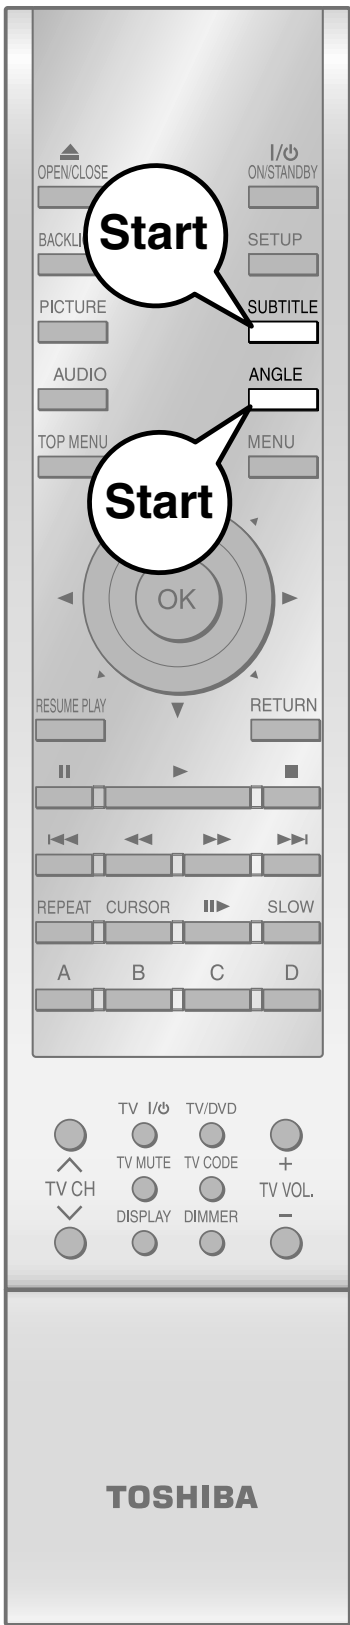 I/⏻
OPEN/CLOSE ON/STANDBY
Start
SETUP
PICTURE SUBTITLE
AUDIO ANGLE
TOP MENU MENU
Start
OK
RESUME PLAY RETURN
REPEAT CURSOR SLOW
A B C D
TV I/⏻ TV/DVD
TV MUTE TV CODE +
TV CH TV VOL.
DISPLAY DIMMER −
TOSHIBA